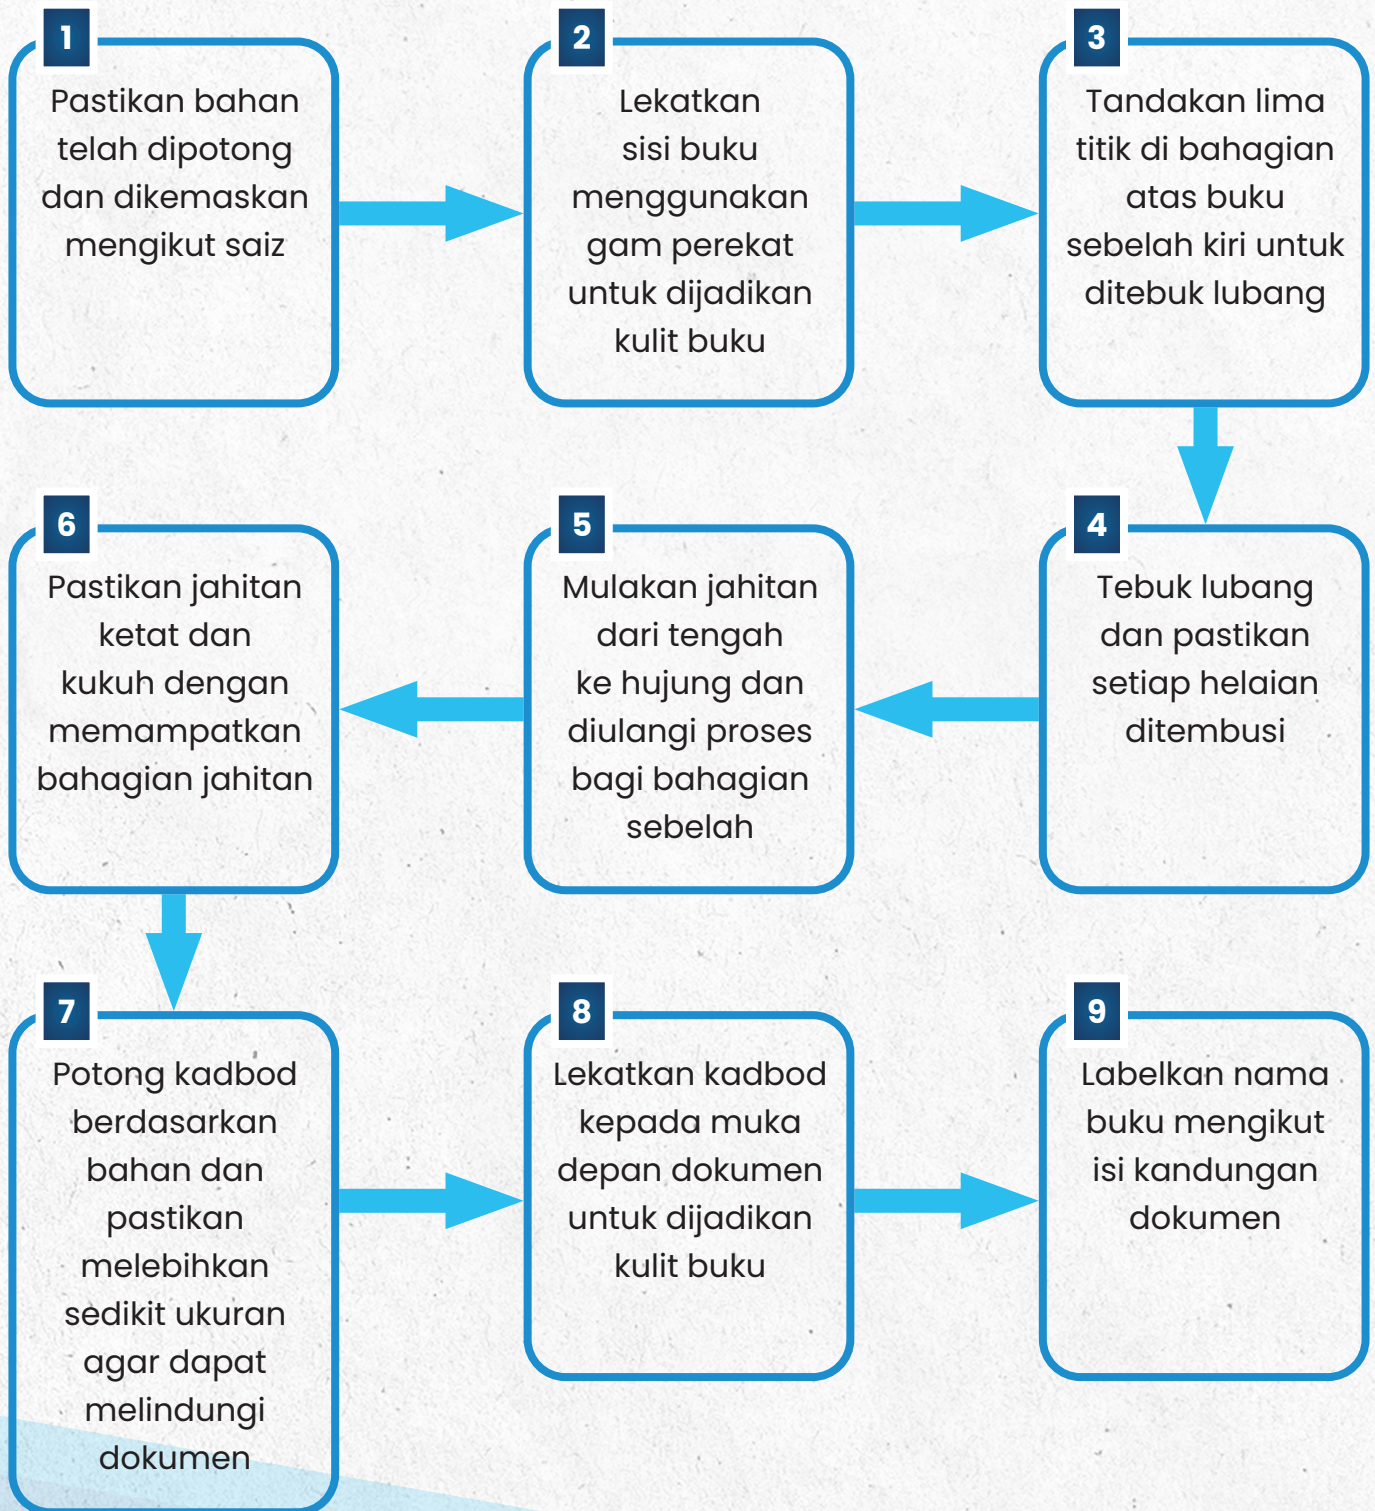 1
Pastikan bahan
telah dipotong
dan dikemaskan
mengikut saiz
2
Lekatkan
sisi buku
menggunakan
gam perekat
untuk dijadikan
kulit buku
3
Tandakan lima
titik di bahagian
atas buku
sebelah kiri untuk
ditebuk lubang
4
Tebuk lubang
dan pastikan
setiap helaian
ditembusi
5
Mulakan jahitan
dari tengah
ke hujung dan
diulangi proses
bagi bahagian
sebelah
6
Pastikan jahitan
ketat dan
kukuh dengan
memampatkan
bahagian jahitan
7
Potong kadbod
berdasarkan
bahan dan
pastikan
melebihkan
sedikit ukuran
agar dapat
melindungi
dokumen
8
Lekatkan kadbod
kepada muka
depan dokumen
untuk dijadikan
kulit buku
9
Labelkan nama
buku mengikut
isi kandungan
dokumen